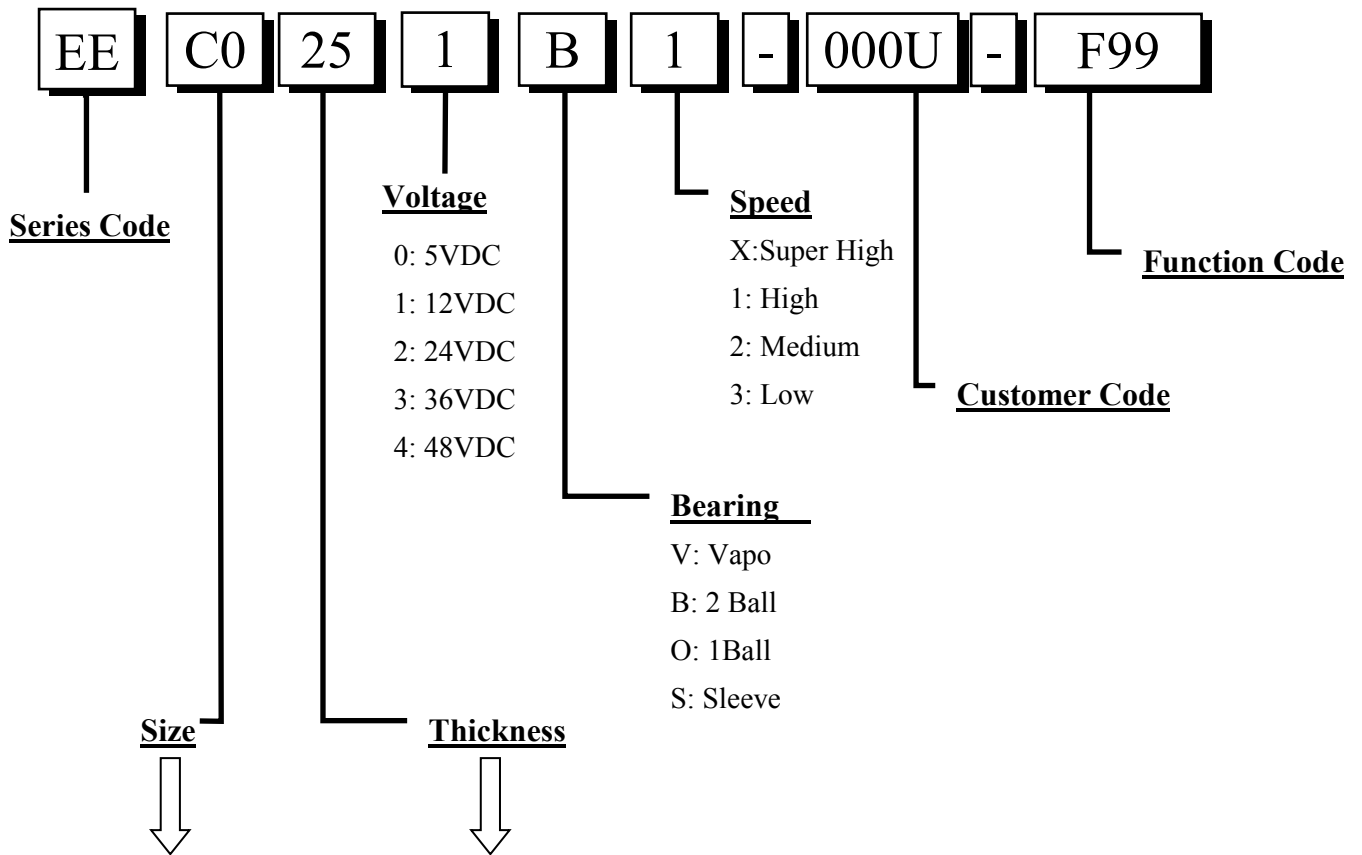 EE C0 25 1 B 1 - 000U - F99
Series Code
Voltage
0: 5VDC
1: 12VDC
2: 24VDC
3: 36VDC
4: 48VDC
Speed
X:Super High
1: High
2: Medium
3: Low
Function Code
Customer Code
Bearing
V: Vapo
B: 2 Ball
O: 1Ball
S: Sleeve
Size
Thickness